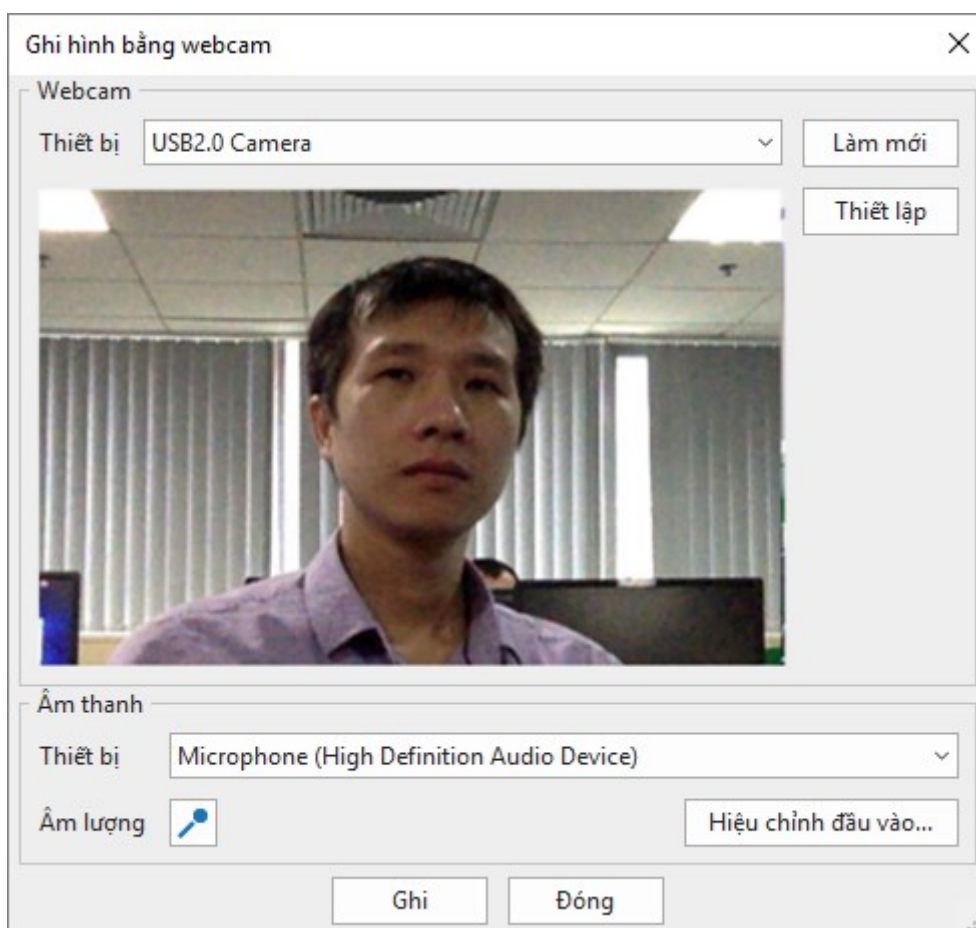 Ghi hình bằng webcam
Webcam
Thiết bị USB2.0 Camera Làm mới
Thiết lập
Âm thanh
Thiết bị Microphone (High Definition Audio Device)
Âm lượng Hiệu chỉnh đầu vào...
Ghi Đóng